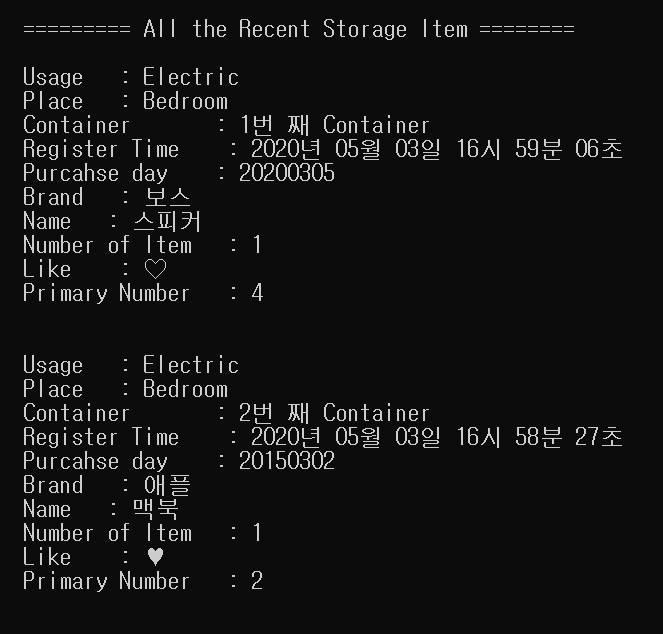 ========= All the Recent Storage Item ========
Usage : Electric
Place : Bedroom
Container : 1번 째 Container
Register Time : 2020년 05월 03일 16시 59분 06초
Purcahse day : 20200305
Brand : 보스
Name : 스피커
Number of Item : 1
Like : ♡
Primary Number : 4
Usage : Electric
Place : Bedroom
Container : 2번 째 Container
Register Time : 2020년 05월 03일 16시 58분 27초
Purcahse day : 20150302
Brand : 애플
Name : 맥북
Number of Item : 1
Like : ♥
Primary Number : 2